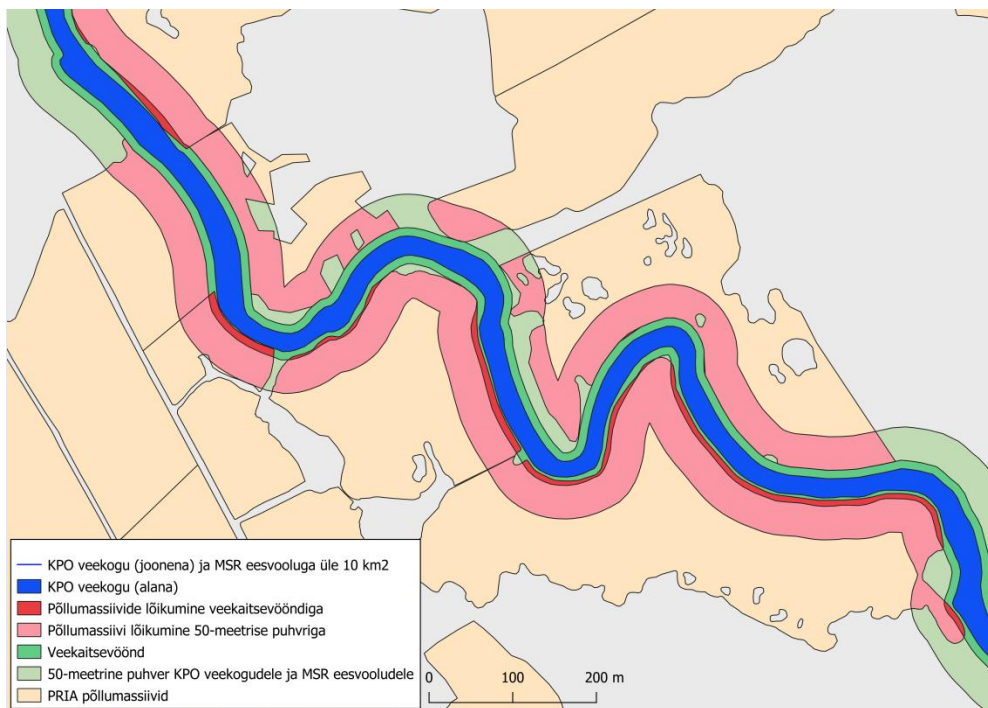 KPO veekogu (joonena) ja MSR eesvooluga üle 10 km2
KPO veekogu (alana)
Põllumassiivide lõikumine veekaitsevööndiga
Põllumassiivi lõikumine 50-meetrise puhvriga
Veekaitsevöönd
50-meetrine puhver KPO veekogudele ja MSR eesvooludele
PRIA põllumassiivid
0 100 200 m